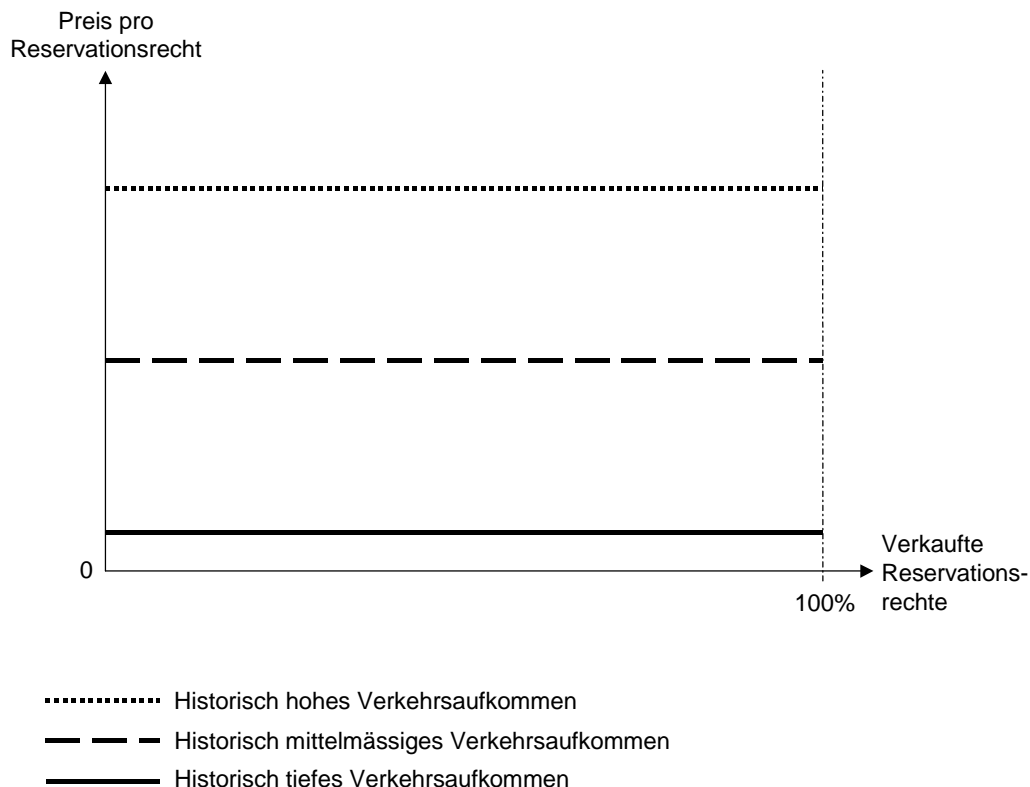 Preis pro
Reservationsrecht
0
100%
Verkaufte
Reservations-
rechte
Historisch hohes Verkehrsaufkommen
Historisch mittelmässiges Verkehrsaufkommen
Historisch tiefes Verkehrsaufkommen